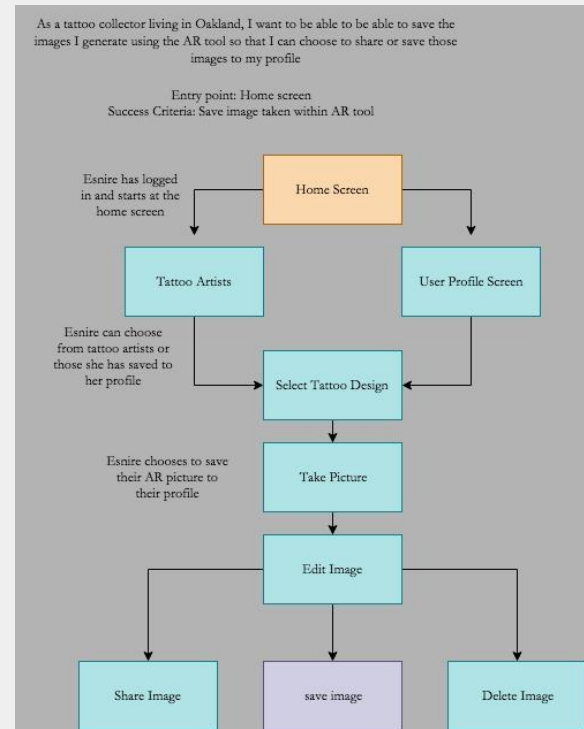 As a tattoo collector living in Oakland, I want to be able to be able to save the
images I generate using the AR tool so that I can choose to share or save those
images to my profile
Entry point: Home screen
Success Criteria: Save image taken within AR tool
Esnire has logged
in and starts at the
home screen
Home Screen
Tattoo Artists
User Profile Screen
Esnire can choose
from tattoo artists or
those she has saved to
her profile
Select Tattoo Design
Esnire chooses to save
their AR picture to
their profile
Take Picture
Edit Image
Share Image
save image
Delete Image